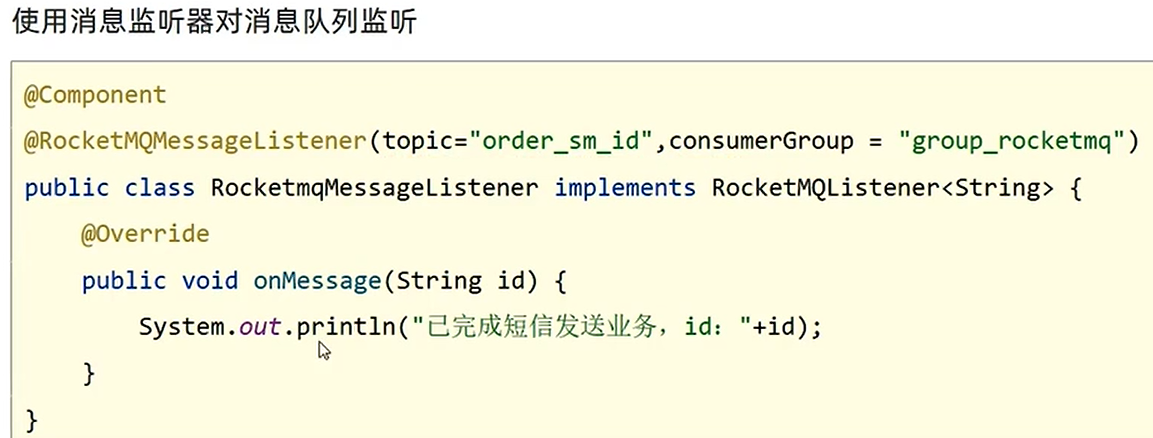 使用消息监听器对消息队列监听
@Component
@RocketMQMessageListener(topic="order_sm_id",consumerGroup = "group_rocketmq")
public class RocketmqMessageListener implements RocketMQListener<String> {
    @Override
    public void onMessage(String id) {
        System.out.println("已完成短信发送业务，id："+id);
    }
}